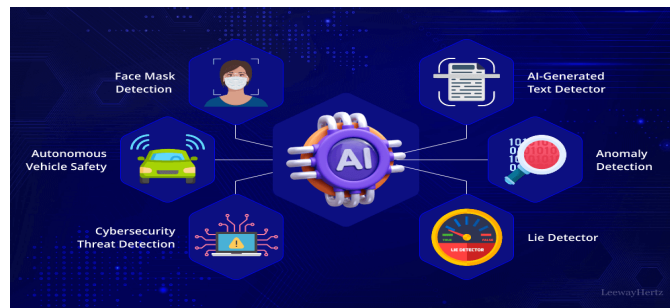 Face Mask
Detection
AI-Generated
Text Detector
Autonomous
Vehicle Safety
AI
Anomaly
Detection
Cybersecurity
Threat Detection
LIE DETECTOR
Lie Detector
LeewayHertz